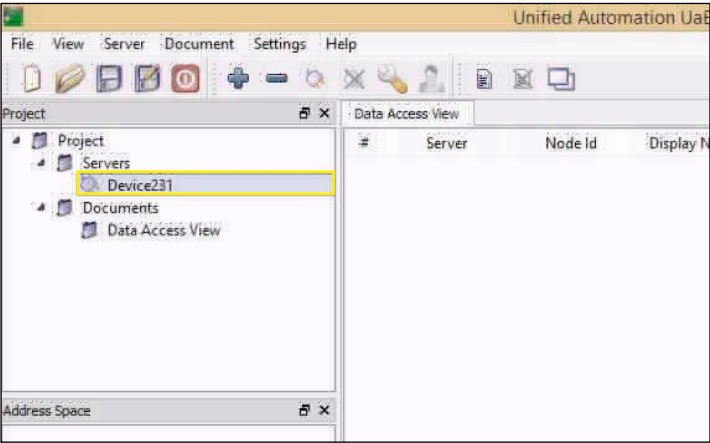 Unified Automation UaE
File View Server Document Settings Help
Project
Data Access View
Project
# Server Node Id Display N
Servers
Device231
Documents
Data Access View
Address Space